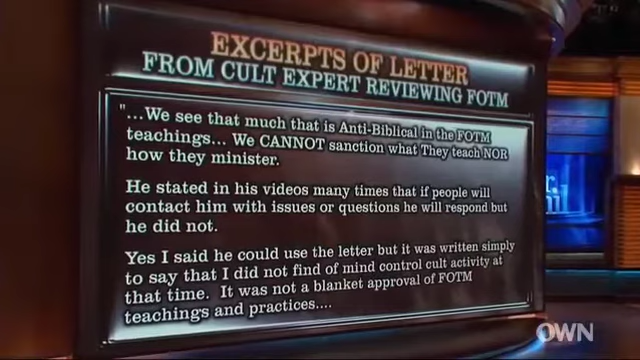 EXCERPTS OF LETTER
FROM CULT EXPERT REVIEWING FOTM
"...We see that much that is Anti-Biblical in the FOTM
teachings... We CANNOT sanction what They teach NOR
how they minister.
He stated in his videos many times that if people will
contact him with issues or questions he will respond but
he did not.
Yes I said he could use the letter but it was written simply
to say that I did not find of mind control cult activity at
that time. It was not a blanket approval of FOTM
teachings and practices....
OWN